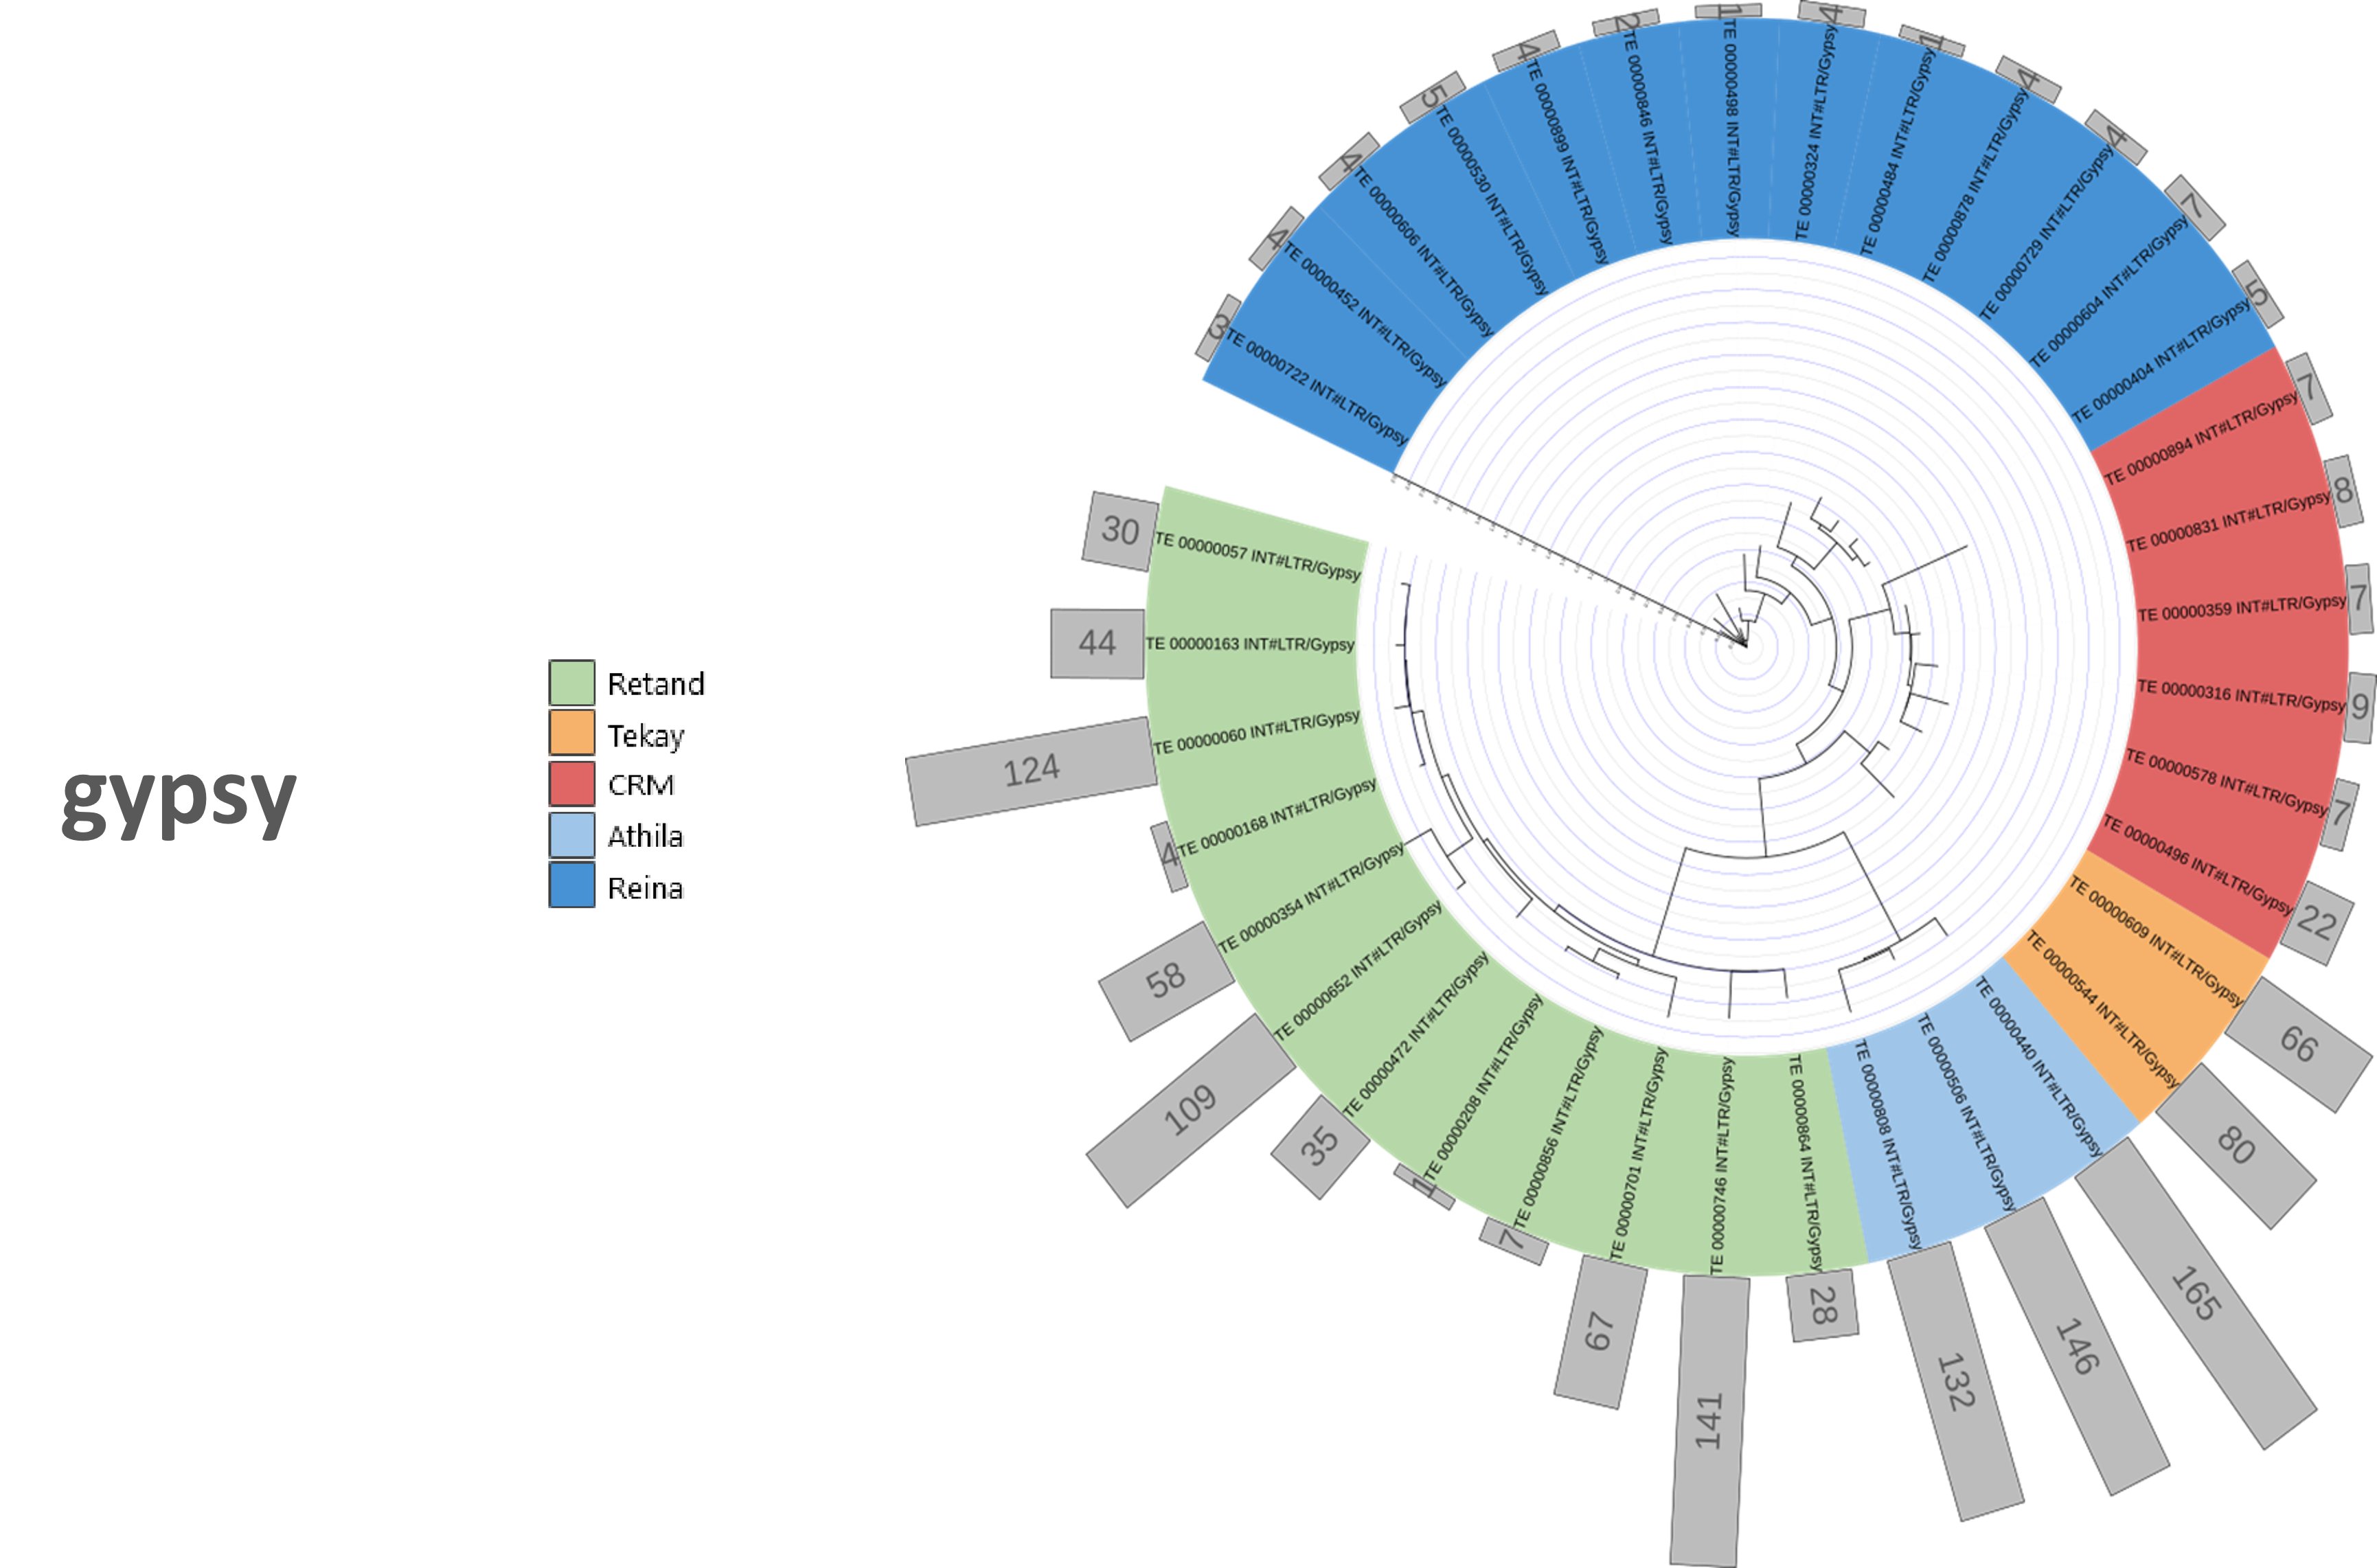 gypsy
Retand
Tekay
CRM
Athila
Reina
3
TE 00000722 INT#LTR/Gypsy
4
TE 00000452 INT#LTR/Gypsy
4
TE 00000606 INT#LTR/Gypsy
5
TE 00000530 INT#LTR/Gypsy
4
TE 00000899 INT#LTR/Gypsy
2
TE 00000846 INT#LTR/Gypsy
1
TE 00000498 INT#LTR/Gypsy
4
TE 00000324 INT#LTR/Gypsy
1
TE 00000484 INT#LTR/Gypsy
4
TE 00000878 INT#LTR/Gypsy
4
TE 00000729 INT#LTR/Gypsy
7
TE 00000604 INT#LTR/Gypsy
5
TE 00000404 INT#LTR/Gypsy
7
TE 00000894 INT#LTR/Gypsy
8
TE 00000831 INT#LTR/Gypsy
7
TE 00000359 INT#LTR/Gypsy
9
TE 00000316 INT#LTR/Gypsy
7
TE 00000578 INT#LTR/Gypsy
22
TE 00000496 INT#LTR/Gypsy
66
TE 00000609 INT#LTR/Gypsy
80
TE 00000544 INT#LTR/Gypsy
165
TE 00000440 INT#LTR/Gypsy
146
TE 00000506 INT#LTR/Gypsy
132
TE 00000808 INT#LTR/Gypsy
28
TE 00000864 INT#LTR/Gypsy
141
TE 00000746 INT#LTR/Gypsy
67
TE 00000701 INT#LTR/Gypsy
7
TE 00000856 INT#LTR/Gypsy
1
TE 00000208 INT#LTR/Gypsy
35
TE 00000472 INT#LTR/Gypsy
109
TE 00000652 INT#LTR/Gypsy
58
TE 00000354 INT#LTR/Gypsy
4
TE 00000168 INT#LTR/Gypsy
124
TE 00000060 INT#LTR/Gypsy
44
TE 00000163 INT#LTR/Gypsy
30
TE 00000057 INT#LTR/Gypsy